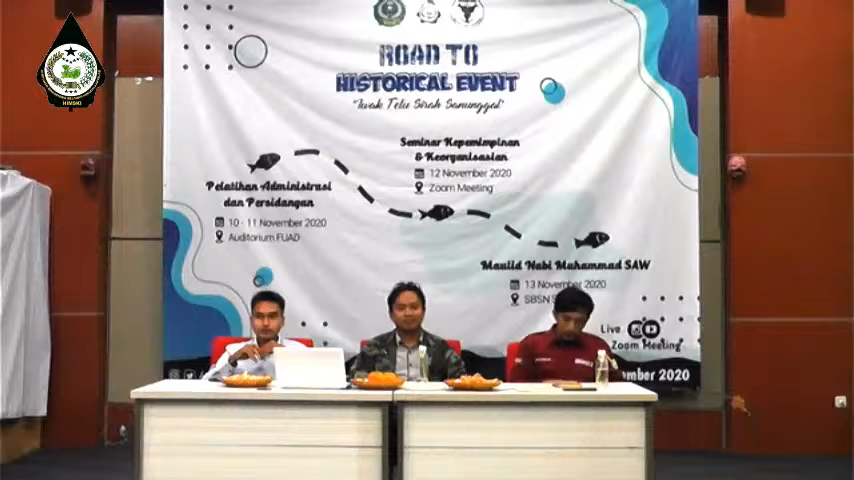 HIMSKI
ROAD TO
HISTORICAL EVENT
"Iwak Telu Sirah Sanunggal"
Seminar Kepemimpinan
& Keorganisasian
12 November 2020
Zoom Meeting
Pelatihan Administrasi
dan Persidangan
10 - 11 November 2020
Auditorium FUAD
Maulid Nabi Muhammad SAW
13 November 2020
SBSN
Live
Zoom Meeting
ember 2020